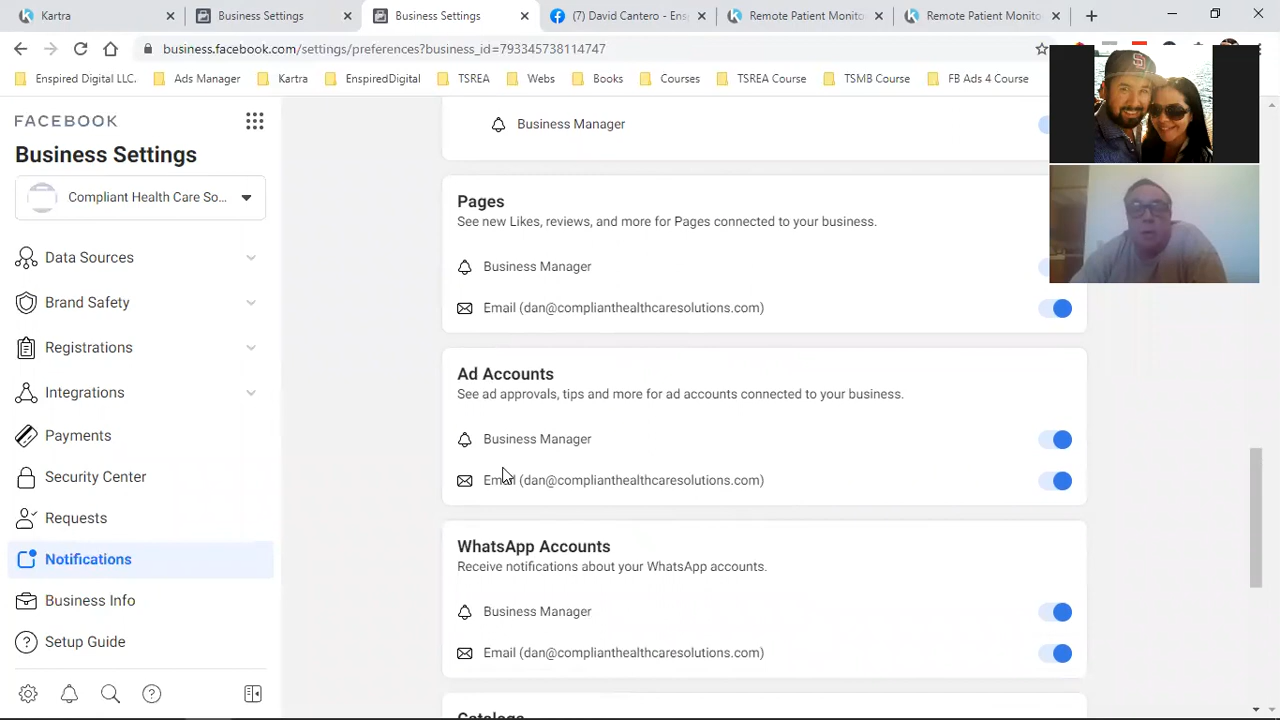 Kartra
Business Settings
Business Settings
(7) David Cantero - Ensp
Remote Patient Monito
Remote Patient Monito
business.facebook.com/settings/preferences?business_id=793345738114747
Enspired Digital LLC.
Ads Manager
Kartra
EnspiredDigital
TSREA
Webs
Books
Courses
TSREA Course
TSMB Course
FB Ads 4 Course
FACEBOOK
Business Settings
Compliant Health Care So...
Data Sources
Brand Safety
Registrations
Integrations
Payments
Security Center
Requests
Notifications
Business Info
Setup Guide
Business Manager
Pages
See new Likes, reviews, and more for Pages connected to your business.
Business Manager
Email (dan@complianthealthcaresolutions.com)
Ad Accounts
See ad approvals, tips and more for ad accounts connected to your business.
Business Manager
Email (dan@complianthealthcaresolutions.com)
WhatsApp Accounts
Receive notifications about your WhatsApp accounts.
Business Manager
Email (dan@complianthealthcaresolutions.com)
Catalogs
S